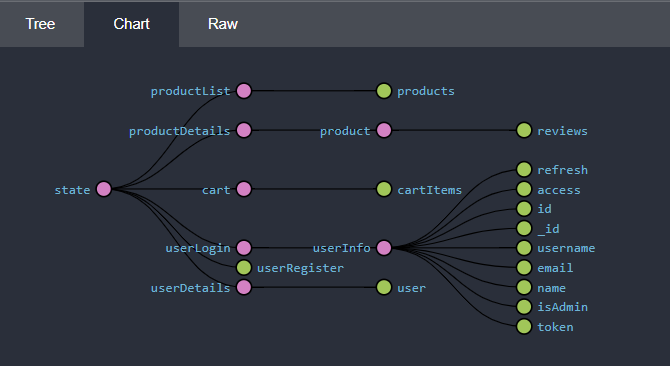 Tree Chart Raw
productList products
productDetails product reviews
refresh
state cart cartItems access
id
_id
userLogin userInfo username
userRegister email
userDetails user name
isAdmin
token